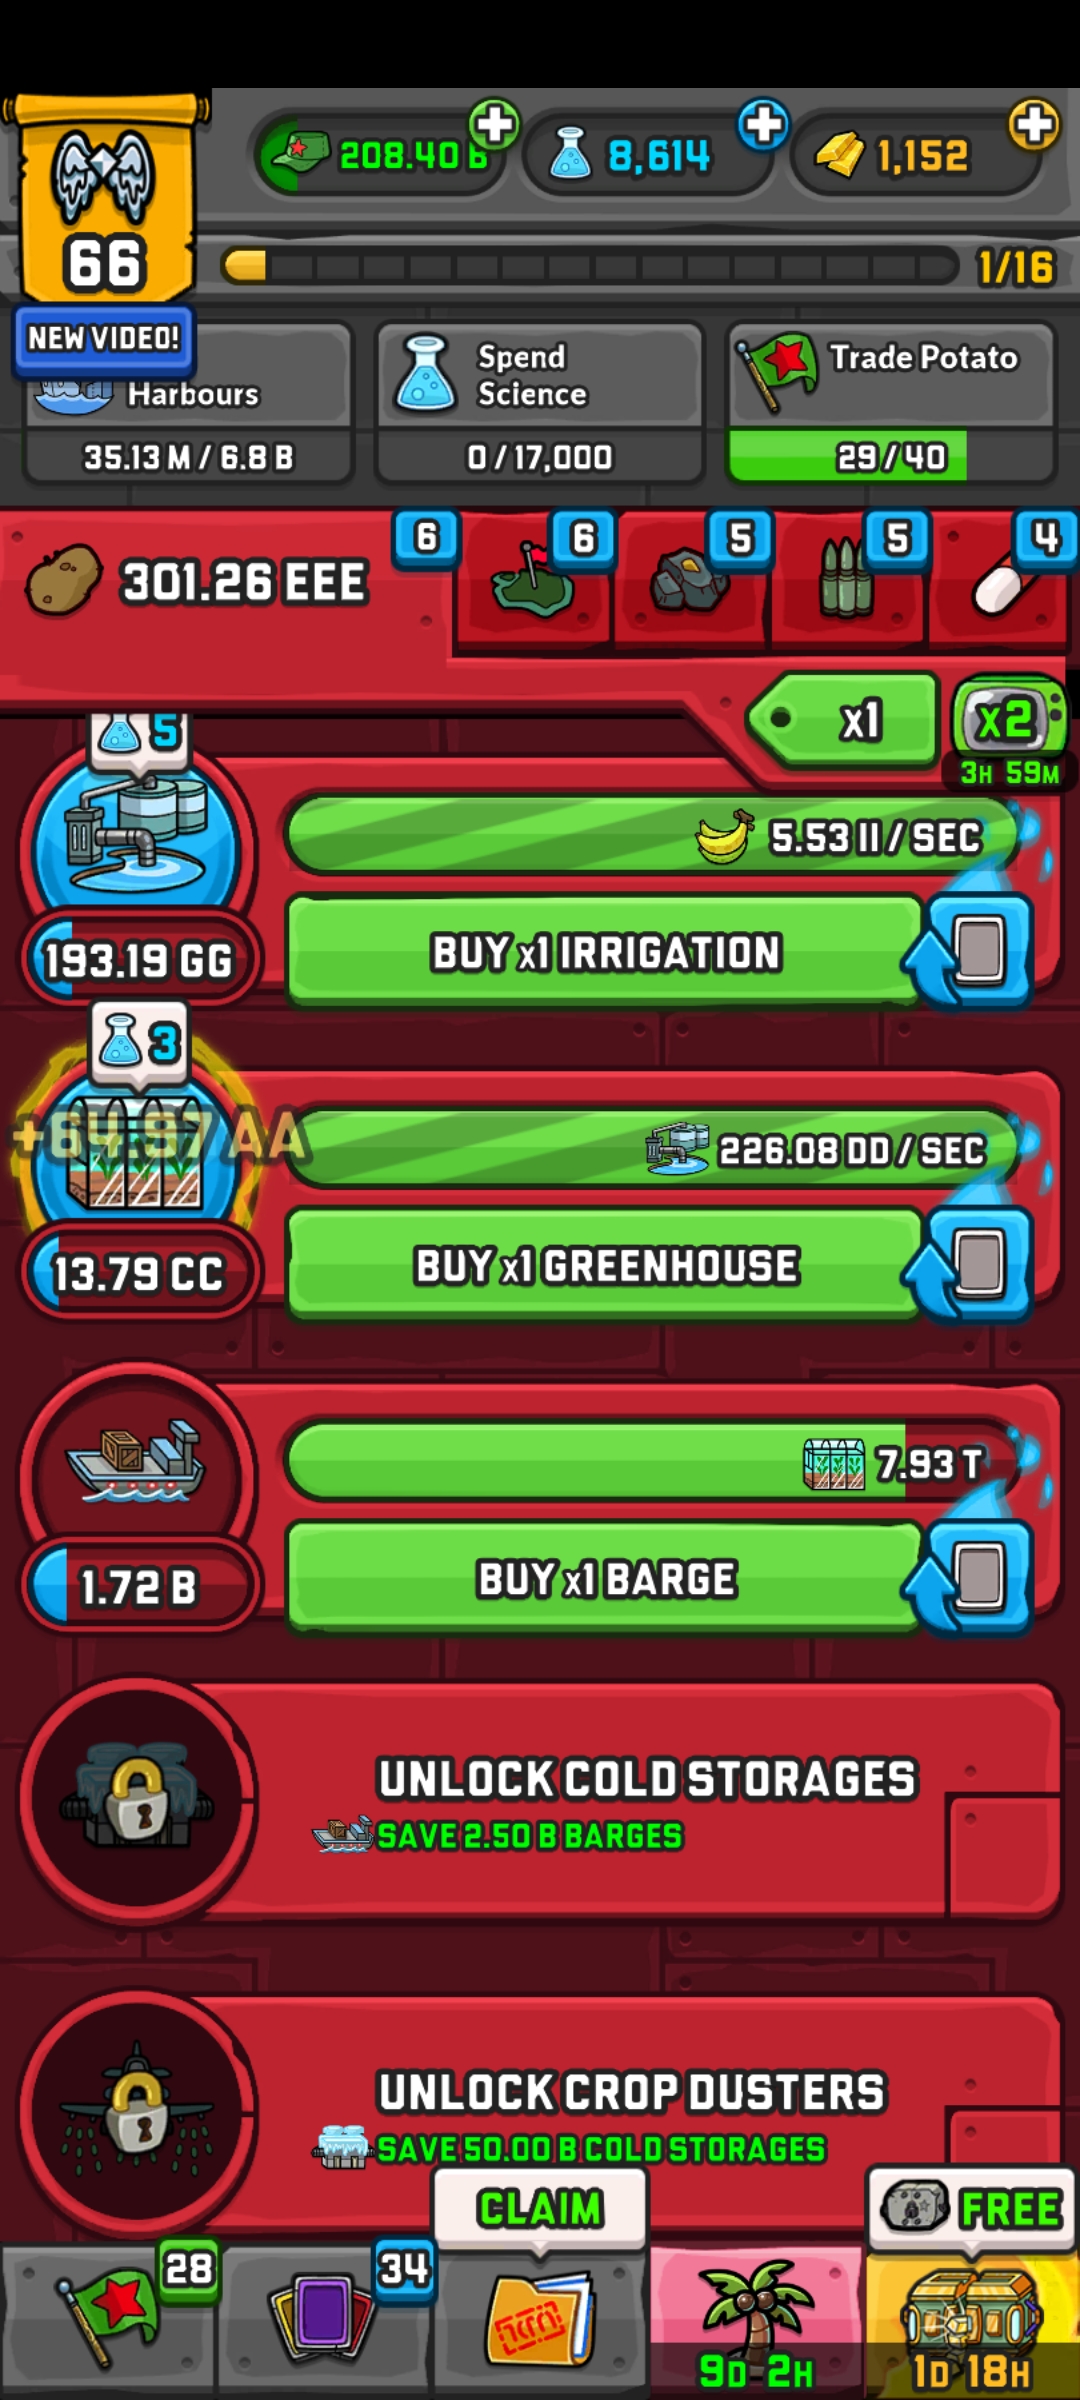 208.40 B
8,614
1,152
66
1/16
NEW VIDEO!
Harbours
35.13 M / 6.8 B
Spend
Science
0 / 17,000
Trade Potato
29 / 40
301.26 EEE
6
6
5
5
4
x1
x2
3H 59M
5
5.53 II / SEC
193.19 GG
BUY x1 IRRIGATION
3
+64.97 AA
226.08 DD / SEC
13.79 CC
BUY x1 GREENHOUSE
7.93 T
1.72 B
BUY x1 BARGE
UNLOCK COLD STORAGES
SAVE 2.50 B BARGES
UNLOCK CROP DUSTERS
SAVE 50.00 B COLD STORAGES
CLAIM
FREE
28
34
9D 2H
1D 18H